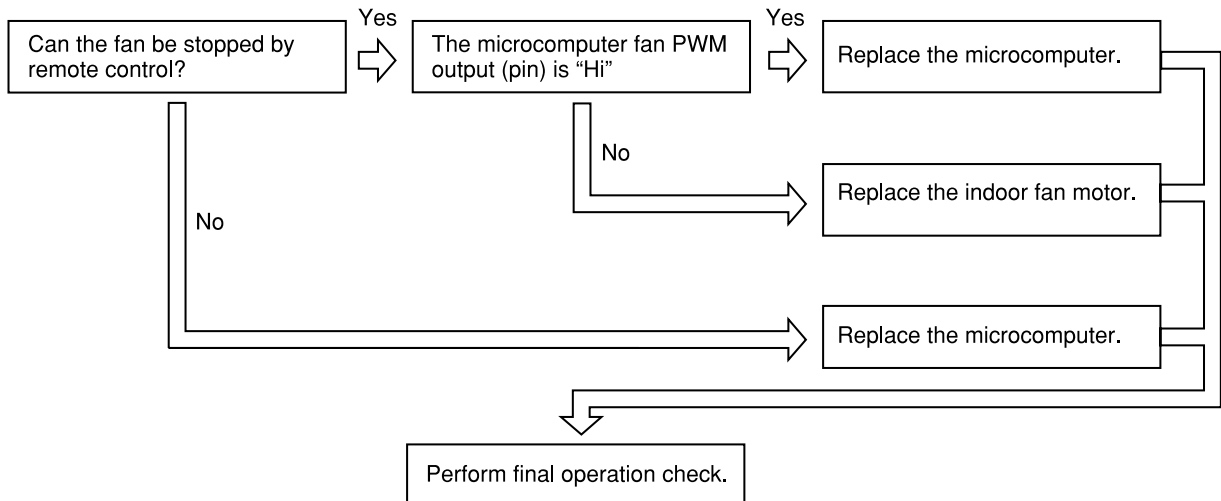 Yes
Yes
Can the fan be stopped by
remote control?
The microcomputer fan PWM
output (pin) is “Hi”
Replace the microcomputer.
No
Replace the indoor fan motor.
No
Replace the microcomputer.
Perform final operation check.